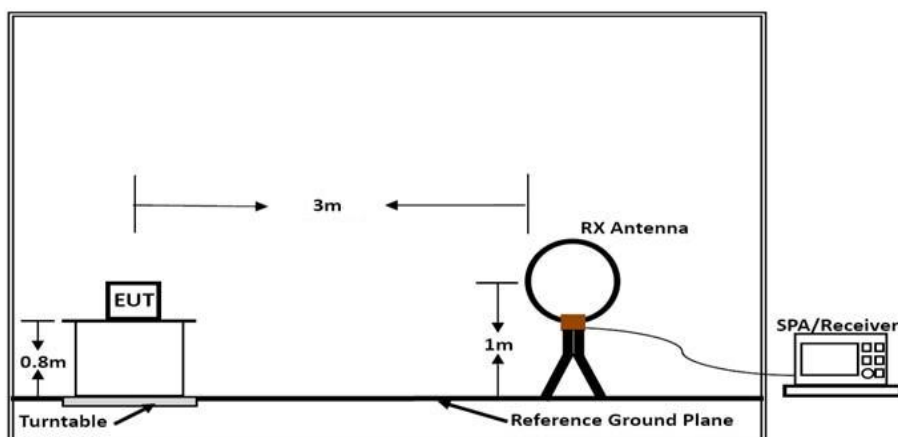 3m
RX Antenna
EUT
SPA/Receiver
0.8m
1m
Turntable
Reference Ground Plane